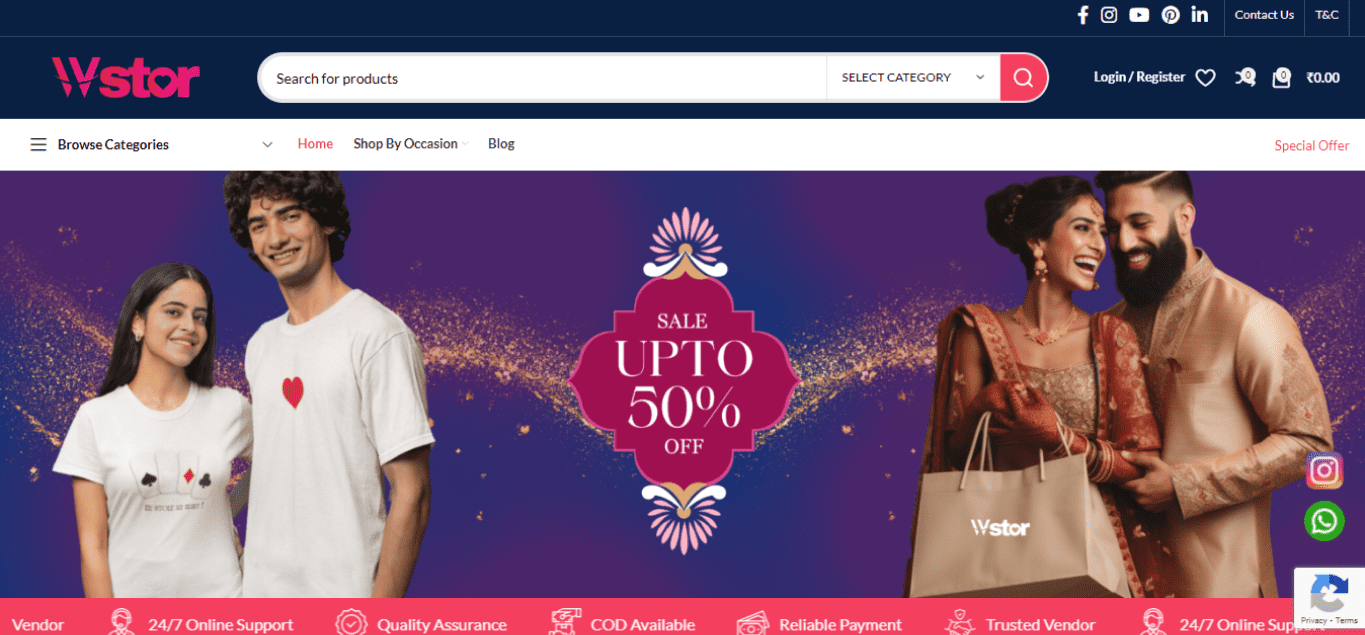 Contact Us
T&C
Wstor
Search for products
SELECT CATEGORY
Login / Register
0
0
₹0.00
Browse Categories
Home
Shop By Occasion
Blog
Special Offer
SALE
UPTO
50%
OFF
Wstor
Vendor
24/7 Online Support
Quality Assurance
COD Available
Reliable Payment
Trusted Vendor
24/7 Online
Privacy - Terms